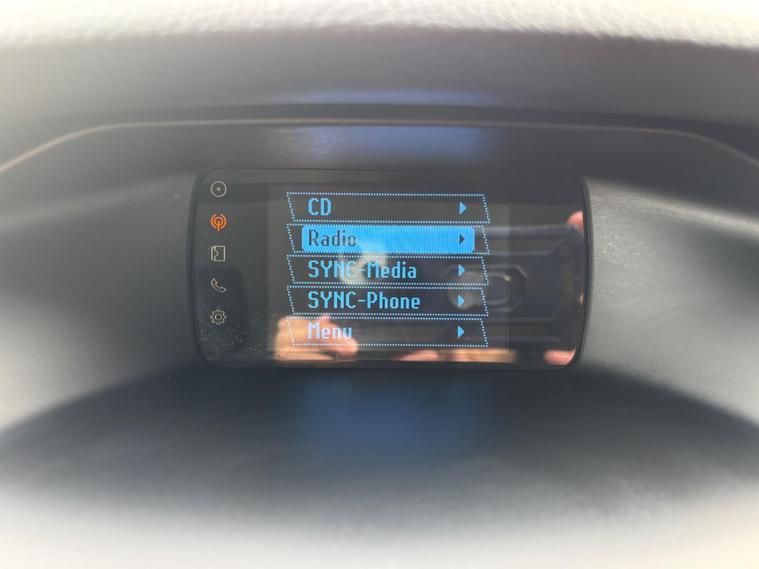 CD
Radio
SYNC-Media
SYNC-Phone
Menu